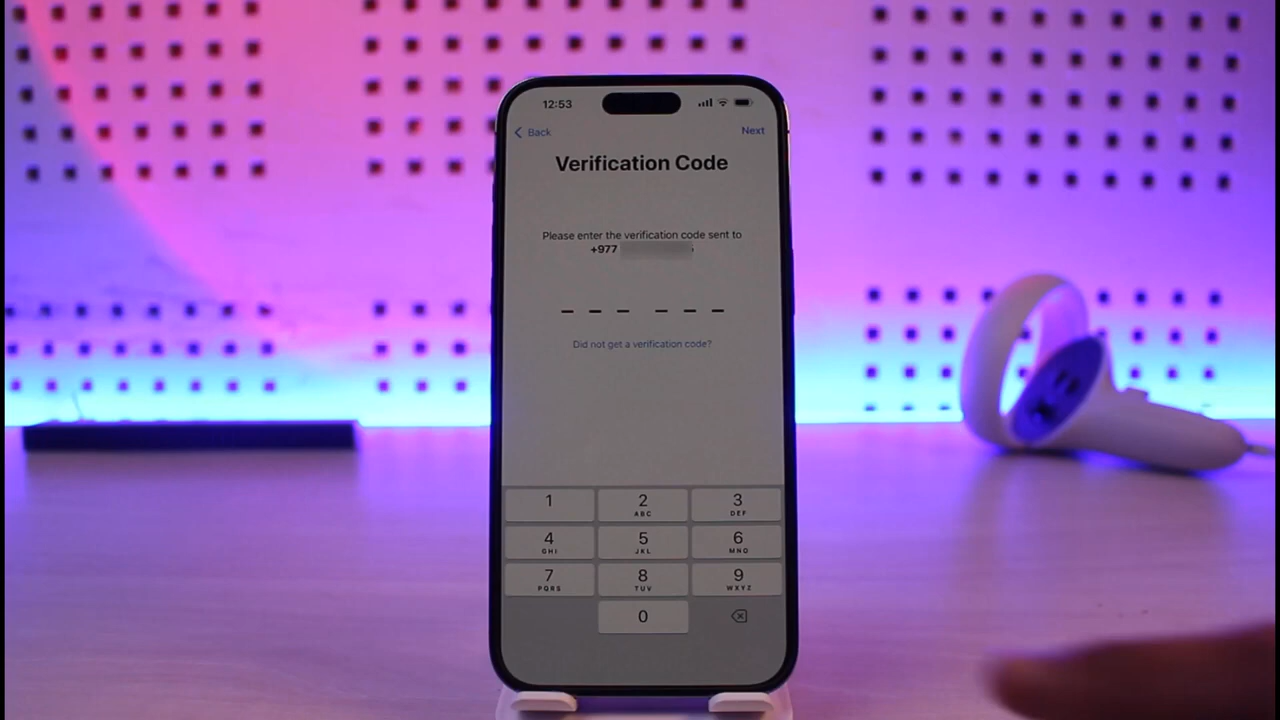 12:53
Back
Next
Verification Code
Please enter the verification code sent to
+977
Did not get a verification code?
1
2
3
ABC
DEF
4
5
6
GHI
JKL
MNO
7
8
9
PQRS
TUV
WXYZ
0